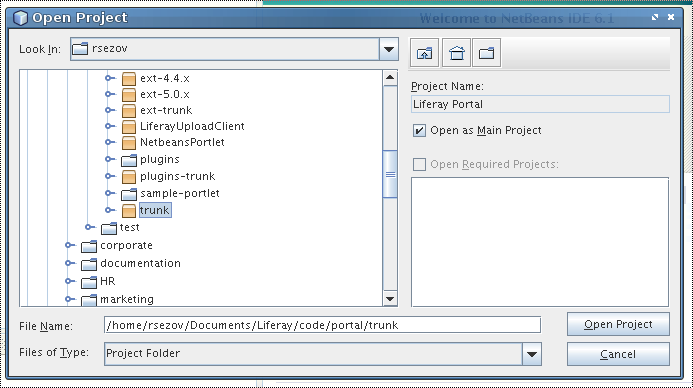 Open Project
Welcome to NetBeans IDE 6.1
Look In: rsezov
ext-4.4.x
ext-5.0.x
ext-trunk
LiferayUploadClient
NetbeansPortlet
plugins
plugins-trunk
sample-portlet
trunk
test
corporate
documentation
HR
marketing
Project Name:
Liferay Portal
Open as Main Project
Open Required Projects:
File Name: /home/rsezov/Documents/Liferay/code/portal/trunk
Open Project
Files of Type: Project Folder
Cancel